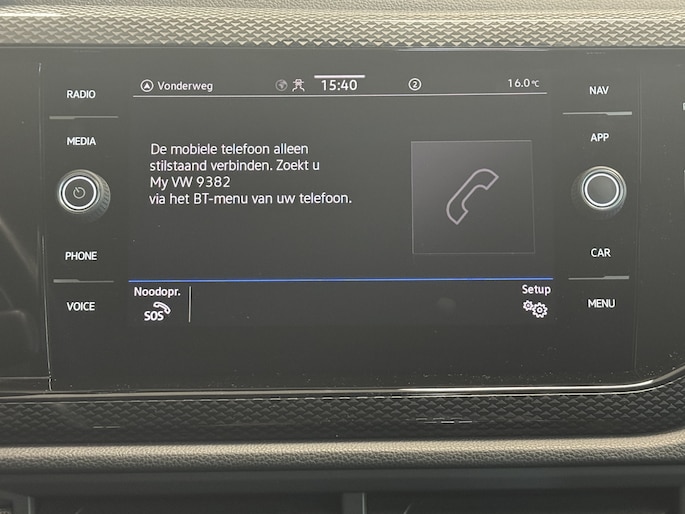 RADIO
MEDIA
PHONE
VOICE
Vonderweg
15:40
2
16.0°C
De mobiele telefoon alleen
stilstaand verbinden. Zoekt u
My VW 9382
via het BT-menu van uw telefoon.
Noodopr.
SOS
Setup
NAV
APP
CAR
MENU